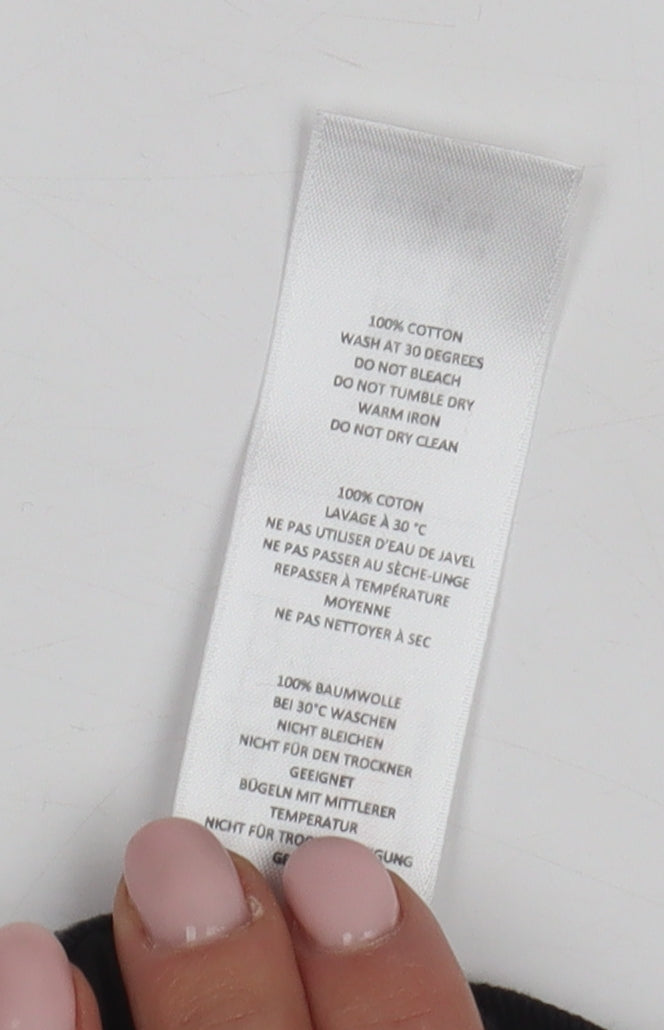 100% COTTON
WASH AT 30 DEGREES
DO NOT BLEACH
DO NOT TUMBLE DRY
WARM IRON
DO NOT DRY CLEAN
100% COTON
LAVAGE À 30 °C
NE PAS UTILISER D'EAU DE JAVEL
NE PAS PASSER AU SÈCHE-LINGE
REPASSER À TEMPÉRATURE
MOYENNE
NE PAS NETTOYER À SEC
100% BAUMWOLLE
BEI 30°C WASCHEN
NICHT BLEICHEN
NICHT FÜR DEN TROCKNER
GEEIGNET
BÜGELN MIT MITTLERER
TEMPERATUR
NICHT FÜR